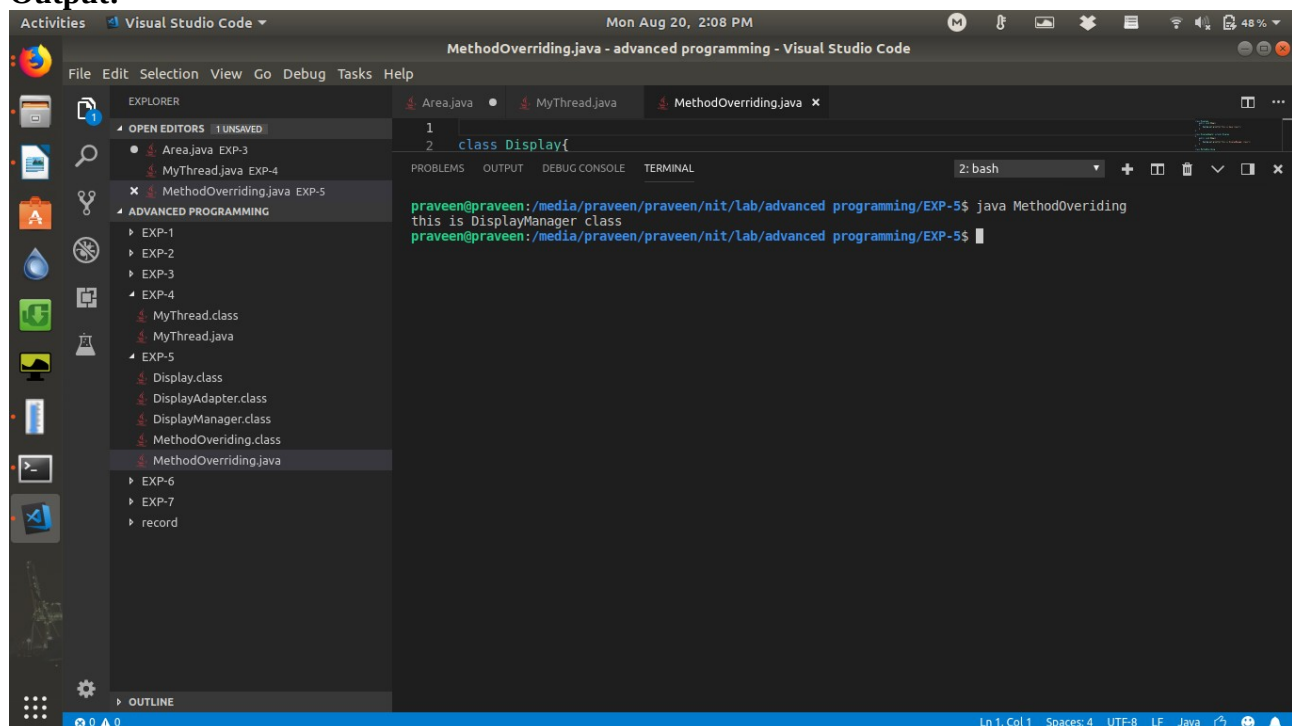 Output:
Activities Visual Studio Code ▾ Mon Aug 20, 2:08 PM 48 % ▾
MethodOverriding.java - advanced programming - Visual Studio Code
File Edit Selection View Go Debug Tasks Help
EXPLORER
OPEN EDITORS 1 UNSAVED
Area.java EXP-3
MyThread.java EXP-4
MethodOverriding.java EXP-5
ADVANCED PROGRAMMING
EXP-1
EXP-2
EXP-3
EXP-4
MyThread.class
MyThread.java
EXP-5
Display.class
DisplayAdapter.class
DisplayManager.class
MethodOveriding.class
MethodOverriding.java
EXP-6
EXP-7
record
OUTLINE
Area.java MyThread.java MethodOverriding.java
1
2 class Display{
PROBLEMS OUTPUT DEBUG CONSOLE TERMINAL 2: bash
praveen@praveen:/media/praveen/praveen/nit/lab/advanced programming/EXP-5$ java MethodOveriding
this is DisplayManager class
praveen@praveen:/media/praveen/praveen/nit/lab/advanced programming/EXP-5$
0 0 Ln 1, Col 1 Spaces: 4 UTF-8 LF Java